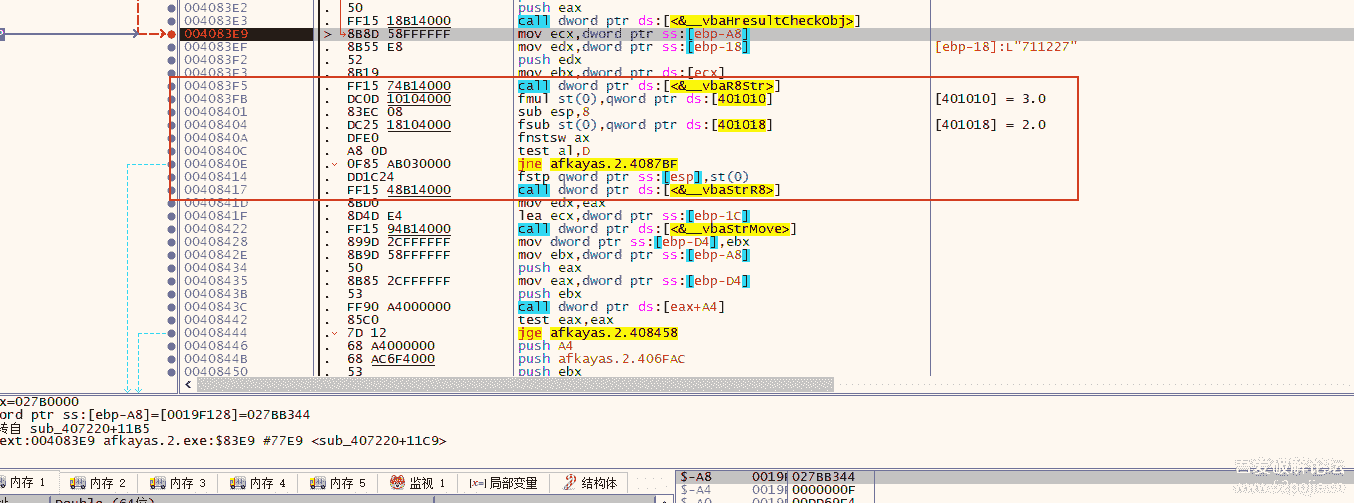 004083E2 . 50 push eax
004083E3 . FF15 18B14000 call dword ptr ds:[<&__vbaHresultCheckObj>]
004083E9 > 8B8D 58FFFFFF mov ecx,dword ptr ss:[ebp-A8]
004083EF . 8B55 E8 mov edx,dword ptr ss:[ebp-18] [ebp-18]:L"711227"
004083F2 . 52 push edx
004083F3 . 8B19 mov ebx,dword ptr ds:[ecx]
004083F5 . FF15 74B14000 call dword ptr ds:[<&__vbaR8Str>]
004083FB . DC0D 10104000 fmul st(0),qword ptr ds:[401010] [401010] = 3.0
00408401 . 83EC 08 sub esp,8
00408404 . DC25 18104000 fsub st(0),qword ptr ds:[401018] [401018] = 2.0
0040840A . DFE0 fnstsw ax
0040840C . A8 0D test al,D
0040840E . 0F85 AB030000 jne afkayas.2.4087BF
00408414 . DD1C24 fstp qword ptr ss:[esp],st(0)
00408417 . FF15 48B14000 call dword ptr ds:[<&__vbaStrR8>]
0040841D . 8BD0 mov edx,eax
0040841F . 8D4D E4 lea ecx,dword ptr ss:[ebp-1C]
00408422 . FF15 94B14000 call dword ptr ds:[<&__vbaStrMove>]
00408428 . 899D 2CFFFFFF mov dword ptr ss:[ebp-D4],ebx
0040842E . 8B9D 58FFFFFF mov ebx,dword ptr ss:[ebp-A8]
00408434 . 50 push eax
00408435 . 8B85 2CFFFFFF mov eax,dword ptr ss:[ebp-D4]
0040843B . 53 push ebx
0040843C . FF90 A4000000 call dword ptr ds:[eax+A4]
00408442 . 85C0 test eax,eax
00408444 . 7D 12 jge afkayas.2.408458
00408446 . 68 A4000000 push A4
0040844B . 68 AC6F4000 push afkayas.2.406FAC
00408450 . 53 push ebx
x=027B0000
ord ptr ss:[ebp-A8]=[0019F128]=027BB344
转自 sub_407220+11B5
ext:004083E9 afkayas.2.exe:$83E9 #77E9 <sub_407220+11C9>
内存 1 内存 2 内存 3 内存 4 内存 5 监视 1 [x=]局部变量 结构体
$-A8 0019F 027BB344
$-A4 0019F 0000000F
吾爱破解论坛
www.52pojie.cn